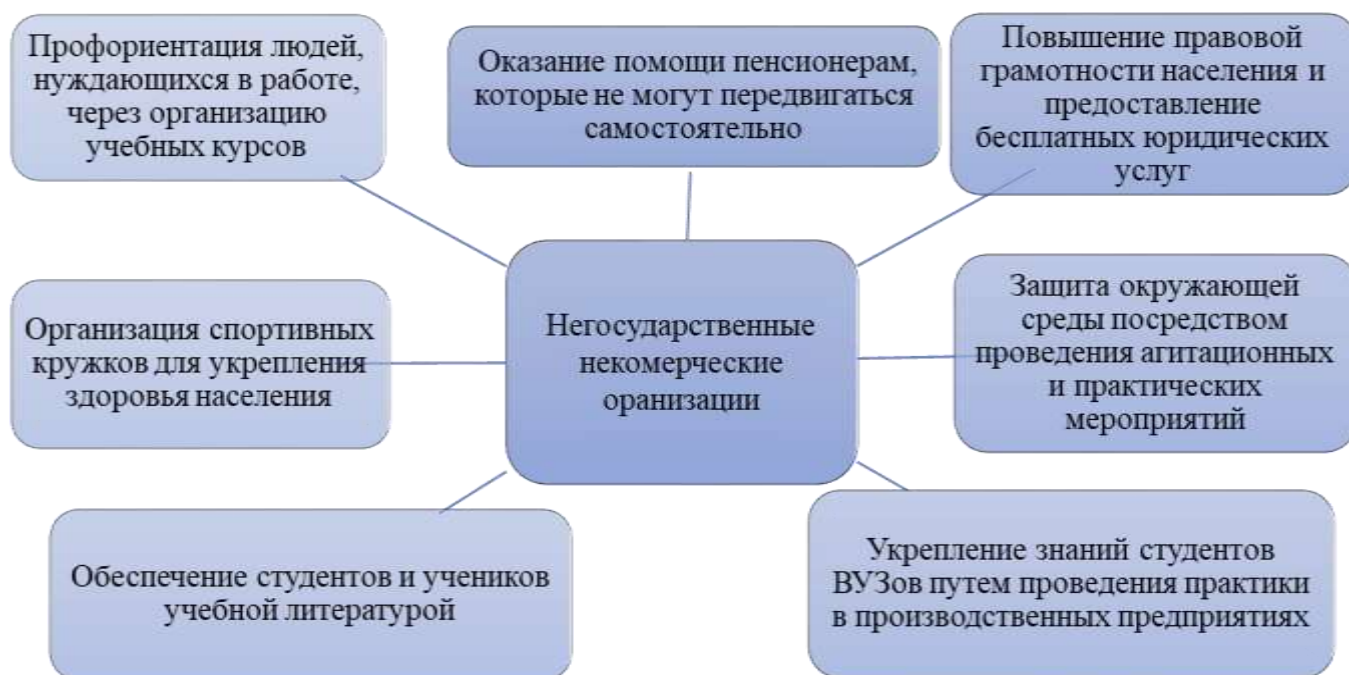 Профориентация людей,
нуждающихся в работе,
через организацию
учебных курсов
Оказание помощи пенсионерам,
которые не могут передвигаться
самостоятельно
Повышение правовой
грамотности населения и
предоставление
бесплатных юридических
услуг
Организация спортивных
кружков для укрепления
здоровья населения
Негосударственные
некомерческие
оранизации
Защита окружающей
среды посредством
проведения агитационных
и практических
мероприятий
Обеспечение студентов и учеников
учебной литературой
Укрепление знаний студентов
ВУЗов путем проведения практики
в производственных предприятиях